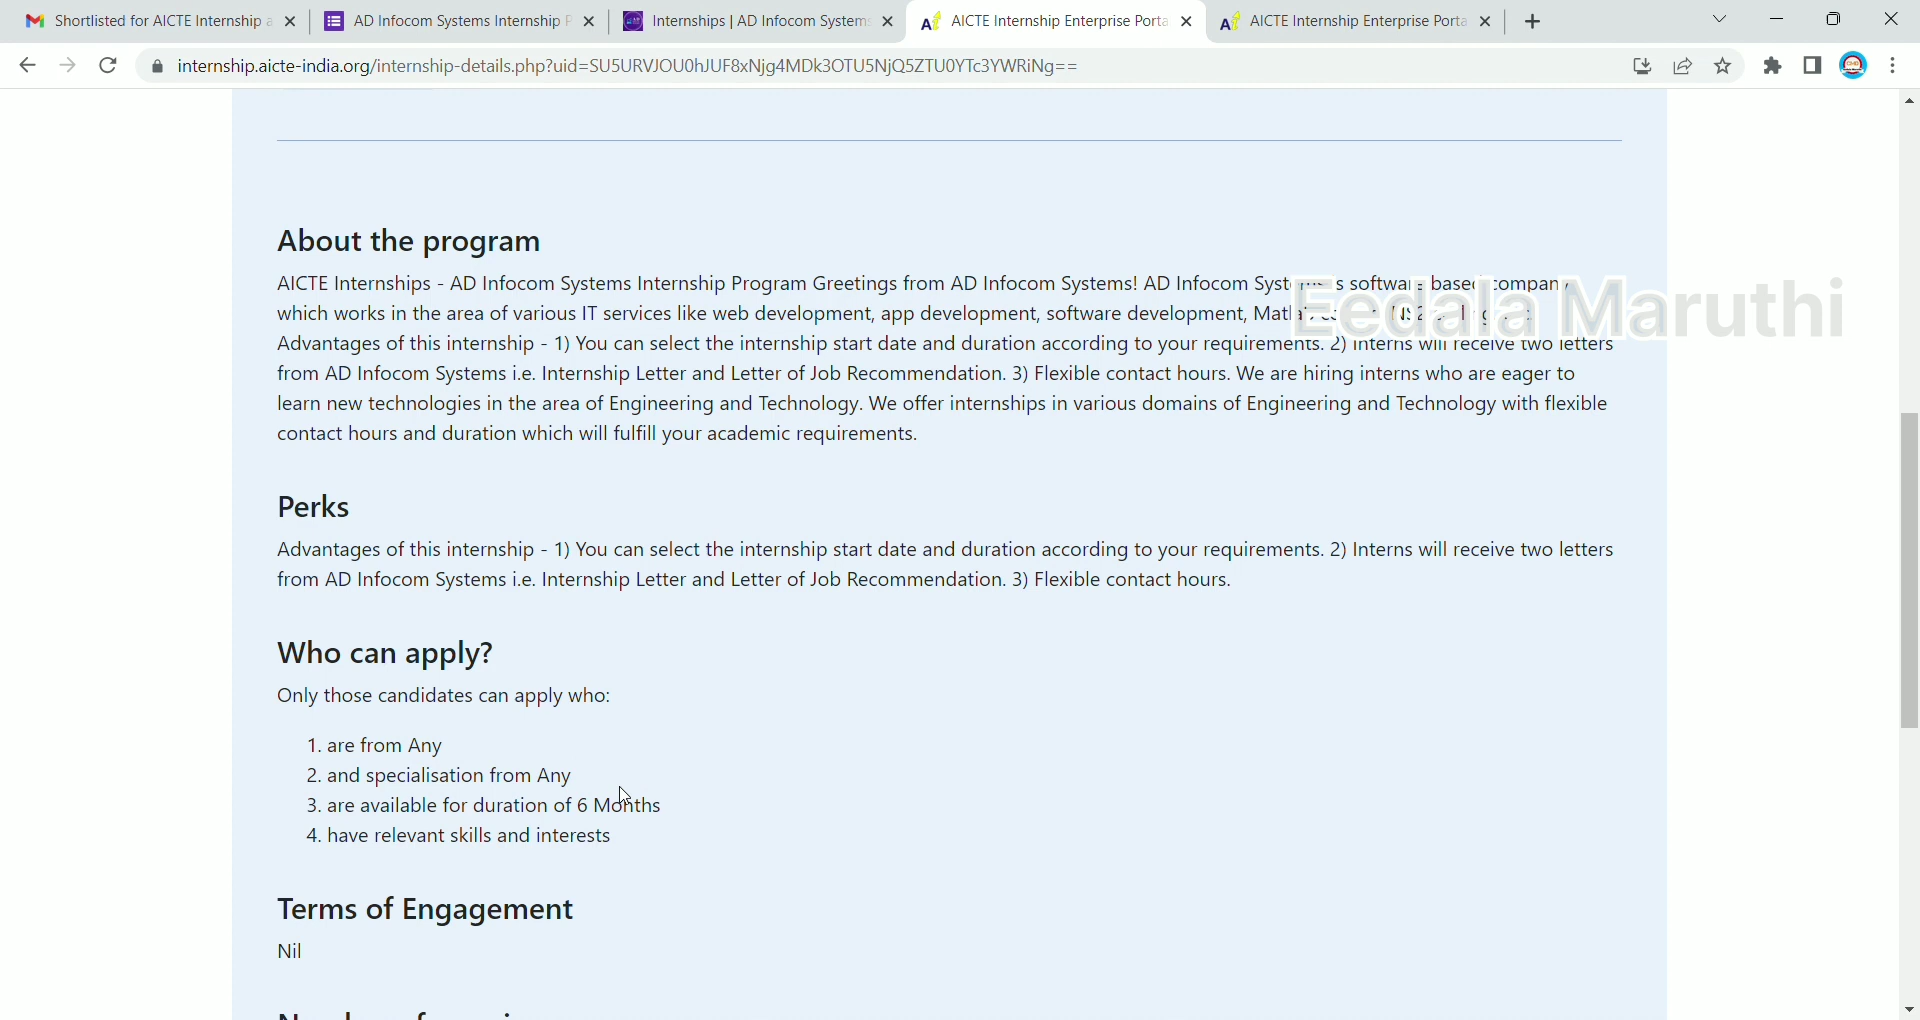 Shortlisted for AICTE Internship a
AD Infocom Systems Internship P
Internships | AD Infocom Systems
AICTE Internship Enterprise Porta
AICTE Internship Enterprise Porta
internship.aicte-india.org/internship-details.php?uid=SU5URVJOU0hJUF8xNjg4MDk3OTU5NjQ5ZTU0YTc3YWRiNg==
About the program
AICTE Internships - AD Infocom Systems Internship Program Greetings from AD Infocom Systems! AD Infocom Systems is software based company
which works in the area of various IT services like web development, app development, software development, Matlab
Eedala Maruthi
Advantages of this internship - 1) You can select the internship start date and duration according to your requirements. 2) Interns will receive two letters
from AD Infocom Systems i.e. Internship Letter and Letter of Job Recommendation. 3) Flexible contact hours. We are hiring interns who are eager to
learn new technologies in the area of Engineering and Technology. We offer internships in various domains of Engineering and Technology with flexible
contact hours and duration which will fulfill your academic requirements.
Perks
Advantages of this internship - 1) You can select the internship start date and duration according to your requirements. 2) Interns will receive two letters
from AD Infocom Systems i.e. Internship Letter and Letter of Job Recommendation. 3) Flexible contact hours.
Who can apply?
Only those candidates can apply who:
1. are from Any
2. and specialisation from Any
3. are available for duration of 6 Months
4. have relevant skills and interests
Terms of Engagement
Nil